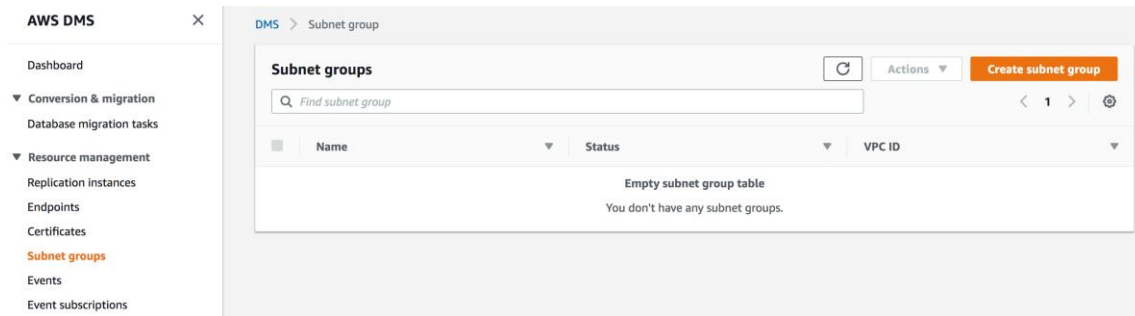 AWS DMS
Dashboard
Conversion & migration
Database migration tasks
Resource management
Replication instances
Endpoints
Certificates
Subnet groups
Events
Event subscriptions
DMS > Subnet group
Subnet groups
Actions
Create subnet group
Find subnet group
< 1 >
Name Status VPC ID
Empty subnet group table
You don't have any subnet groups.